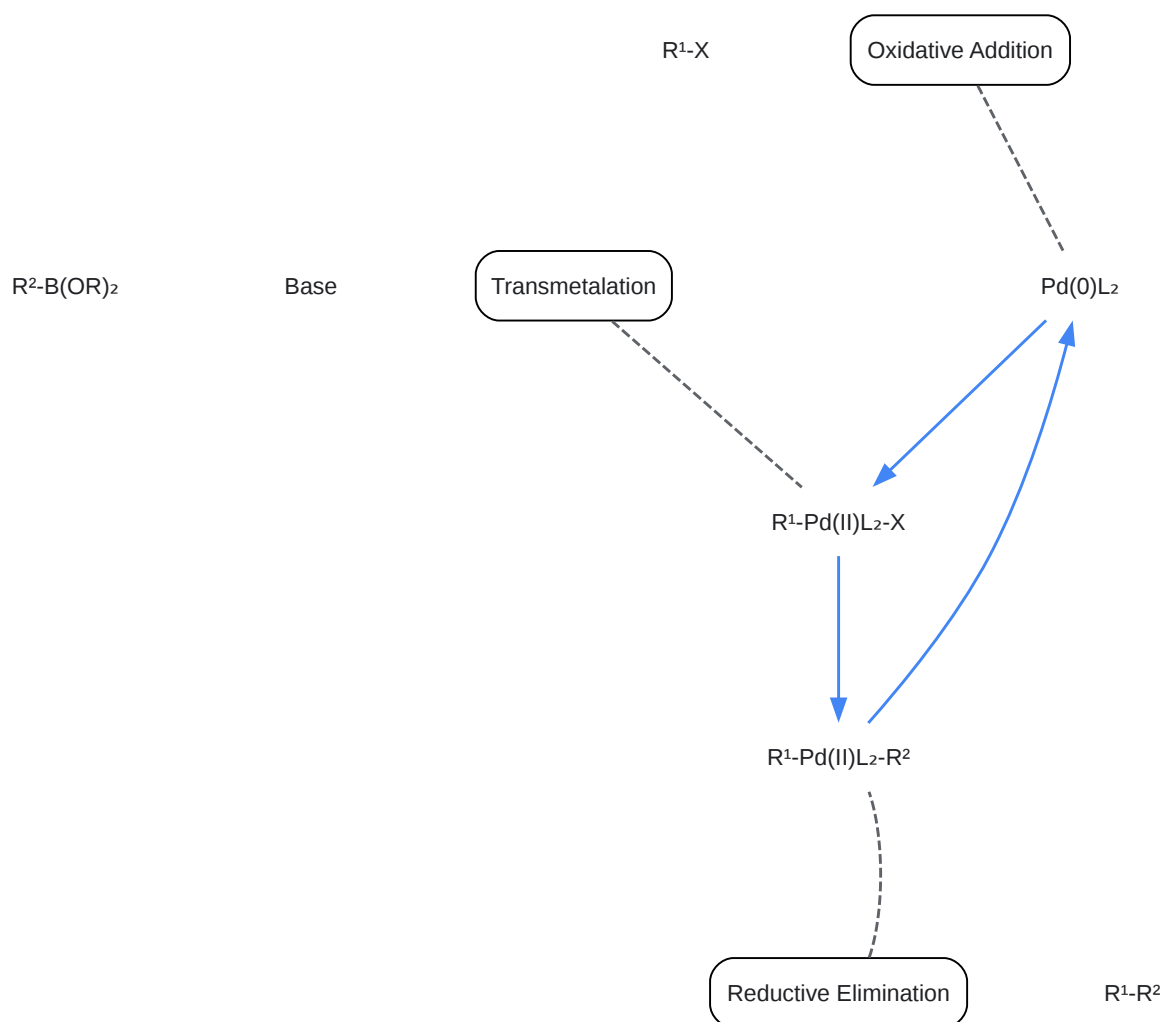 R¹-X
Oxidative Addition
R²-B(OR)₂
Base
Transmetalation
Pd(0)L₂
R¹-Pd(II)L₂-X
R¹-Pd(II)L₂-R²
Reductive Elimination
R¹-R²